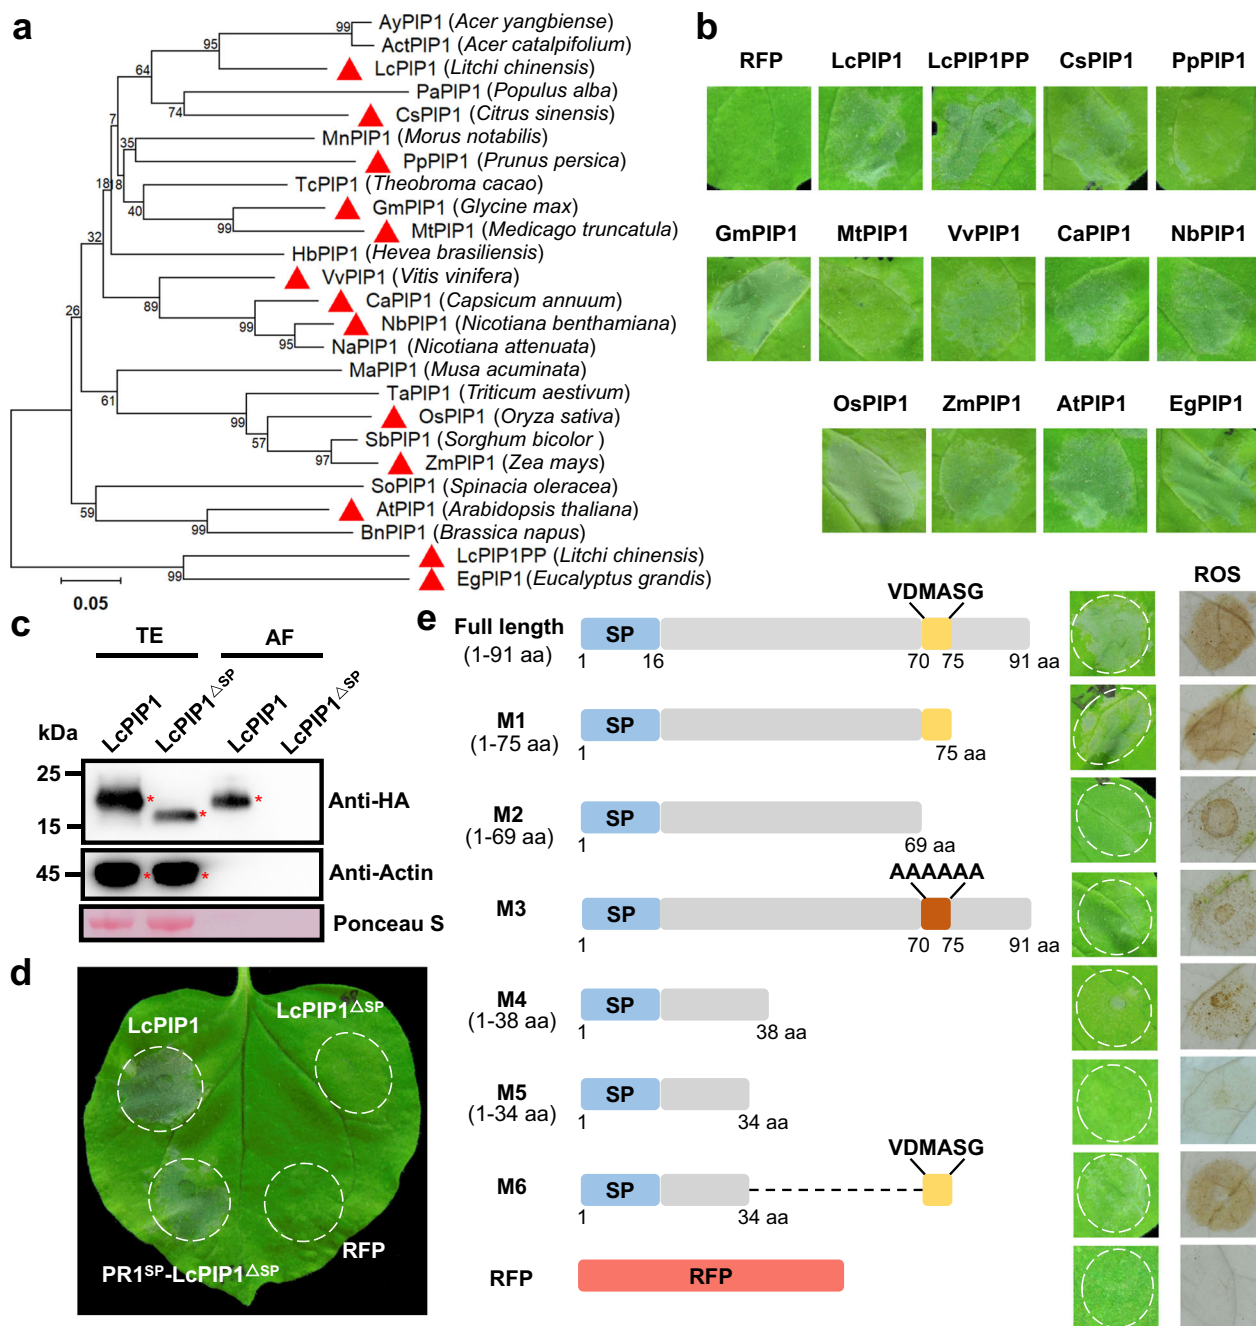 a
AyPIP1 (Acer yangbiense)
ActPIP1 (Acer catalpifolium)
LcPIP1 (Litchi chinensis)
PaPIP1 (Populus alba)
CsPIP1 (Citrus sinensis)
MnPIP1 (Morus notabilis)
PpPIP1 (Prunus persica)
TcPIP1 (Theobroma cacao)
GmPIP1 (Glycine max)
MtPIP1 (Medicago truncatula)
HbPIP1 (Hevea brasiliensis)
VvPIP1 (Vitis vinifera)
CaPIP1 (Capsicum annuum)
NbPIP1 (Nicotiana benthamiana)
NaPIP1 (Nicotiana attenuata)
MaPIP1 (Musa acuminata)
TaPIP1 (Triticum aestivum)
OsPIP1 (Oryza sativa)
SbPIP1 (Sorghum bicolor )
ZmPIP1 (Zea mays)
SoPIP1 (Spinacia oleracea)
AtPIP1 (Arabidopsis thaliana)
BnPIP1 (Brassica napus)
LcPIP1PP (Litchi chinensis)
EgPIP1 (Eucalyptus grandis)
99
95
64
74
7
35
18
18
40
99
32
89
99
95
26
61
99
57
97
59
99
99
0.05
b
RFP LcPIP1 LcPIP1PP CsPIP1 PpPIP1
GmPIP1 MtPIP1 VvPIP1 CaPIP1 NbPIP1
OsPIP1 ZmPIP1 AtPIP1 EgPIP1
c
TE AF
kDa LcPIP1 LcPIP1△SP LcPIP1 LcPIP1△SP
25
15
* * *
Anti-HA
45
* *
Anti-Actin
Ponceau S
d
LcPIP1
LcPIP1△SP
PR1SP-LcPIP1△SP
RFP
e
ROS
VDMASG
Full length
(1-91 aa)
SP
1 16 70 75 91 aa
M1
(1-75 aa)
SP
1 75 aa
M2
(1-69 aa)
SP
1 69 aa
AAAAAA
M3
SP
1 70 75 91 aa
M4
(1-38 aa)
SP
1 38 aa
M5
(1-34 aa)
SP
1 34 aa
VDMASG
M6
SP
1 34 aa
RFP
RFP